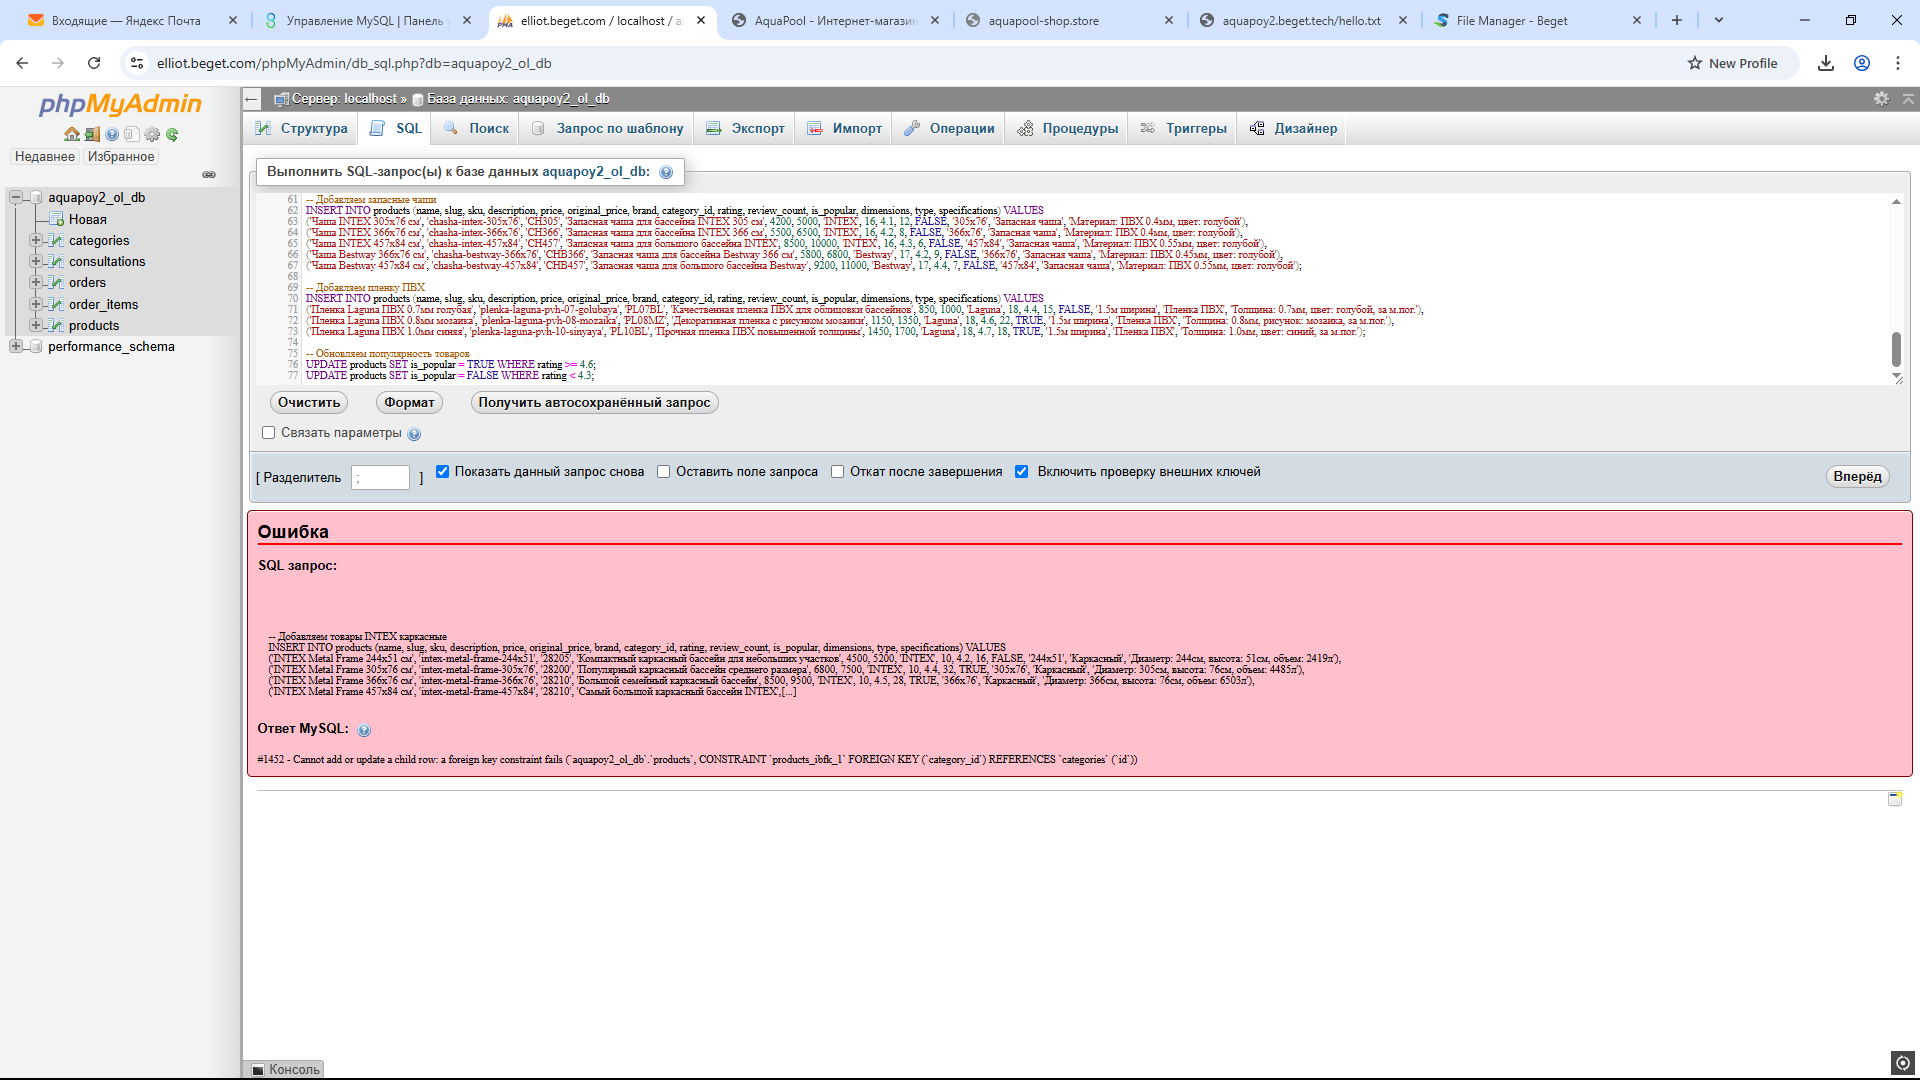 Входящие — Яндекс Почта
Управление MySQL | Панель у
elliot.beget.com / localhost / a
AquaPool - Интернет-магазин
aquapool-shop.store
aquapoy2.beget.tech/hello.txt
File Manager - Beget
elliot.beget.com/phpMyAdmin/db_sql.php?db=aquapoy2_ol_db
New Profile
phpMyAdmin
Недавнее Избранное
aquapoy2_ol_db
Новая
categories
consultations
orders
order_items
products
performance_schema
Сервер: localhost » База данных: aquapoy2_ol_db
Структура SQL Поиск Запрос по шаблону Экспорт Импорт Операции Процедуры Триггеры Дизайнер
Выполнить SQL-запрос(ы) к базе данных aquapoy2_ol_db:
61 -- Добавляем запасные чаши
62 INSERT INTO products (name, slug, sku, description, price, original_price, brand, category_id, rating, review_count, is_popular, dimensions, type, specifications) VALUES
63 ('Чаша INTEX 305x76 см', 'chasha-intex-305x76', 'CH305', 'Запасная чаша для бассейна INTEX 305 см', 4200, 5000, 'INTEX', 16, 4.1, 12, FALSE, '305x76', 'Запасная чаша', 'Материал: ПВХ 0.4мм, цвет: голубой'),
64 ('Чаша INTEX 366x76 см', 'chasha-intex-366x76', 'CH366', 'Запасная чаша для бассейна INTEX 366 см', 5500, 6500, 'INTEX', 16, 4.2, 8, FALSE, '366x76', 'Запасная чаша', 'Материал: ПВХ 0.4мм, цвет: голубой'),
65 ('Чаша INTEX 457x84 см', 'chasha-intex-457x84', 'CH457', 'Запасная чаша для большого бассейна INTEX', 8500, 10000, 'INTEX', 16, 4.3, 6, FALSE, '457x84', 'Запасная чаша', 'Материал: ПВХ 0.55мм, цвет: голубой'),
66 ('Чаша Bestway 366x76 см', 'chasha-bestway-366x76', 'CHB366', 'Запасная чаша для бассейна Bestway 366 см', 5800, 6800, 'Bestway', 17, 4.2, 9, FALSE, '366x76', 'Запасная чаша', 'Материал: ПВХ 0.45мм, цвет: голубой'),
67 ('Чаша Bestway 457x84 см', 'chasha-bestway-457x84', 'CHB457', 'Запасная чаша для большого бассейна Bestway', 9200, 11000, 'Bestway', 17, 4.4, 7, FALSE, '457x84', 'Запасная чаша', 'Материал: ПВХ 0.55мм, цвет: голубой');
68
69 -- Добавляем пленку ПВХ
70 INSERT INTO products (name, slug, sku, description, price, original_price, brand, category_id, rating, review_count, is_popular, dimensions, type, specifications) VALUES
71 ('Пленка Laguna ПВХ 0.7мм голубая', 'plenka-laguna-pvh-07-golubaya', 'PL07BL', 'Качественная пленка ПВХ для облицовки бассейнов', 850, 1000, 'Laguna', 18, 4.4, 15, FALSE, '1.5м ширина', 'Пленка ПВХ', 'Толщина: 0.7мм, цвет: голубой, за м.пог.'),
72 ('Пленка Laguna ПВХ 0.8мм мозаика', 'plenka-laguna-pvh-08-mozaika', 'PL08MZ', 'Декоративная пленка с рисунком мозаики', 1150, 1350, 'Laguna', 18, 4.6, 22, TRUE, '1.5м ширина', 'Пленка ПВХ', 'Толщина: 0.8мм, рисунок: мозаика, за м.пог.'),
73 ('Пленка Laguna ПВХ 1.0мм синяя', 'plenka-laguna-pvh-10-sinyaya', 'PL10BL', 'Прочная пленка ПВХ повышенной толщины', 1450, 1700, 'Laguna', 18, 4.7, 18, TRUE, '1.5м ширина', 'Пленка ПВХ', 'Толщина: 1.0мм, цвет: синий, за м.пог.');
74
75 -- Обновляем популярность товаров
76 UPDATE products SET is_popular = TRUE WHERE rating >= 4.6;
77 UPDATE products SET is_popular = FALSE WHERE rating < 4.3;
Очистить Формат Получить автосохранённый запрос
Связать параметры
[ Разделитель ; ] Показать данный запрос снова Оставить поле запроса Откат после завершения Включить проверку внешних ключей Вперёд
Ошибка
SQL запрос:
-- Добавляем товары INTEX каркасные
INSERT INTO products (name, slug, sku, description, price, original_price, brand, category_id, rating, review_count, is_popular, dimensions, type, specifications) VALUES
('INTEX Metal Frame 244x51 см', 'intex-metal-frame-244x51', '28205', 'Компактный каркасный бассейн для небольших участков', 4500, 5200, 'INTEX', 10, 4.2, 16, FALSE, '244x51', 'Каркасный', 'Диаметр: 244см, высота: 51см, объем: 2419л'),
('INTEX Metal Frame 305x76 см', 'intex-metal-frame-305x76', '28200', 'Популярный каркасный бассейн среднего размера', 6800, 7500, 'INTEX', 10, 4.4, 32, TRUE, '305x76', 'Каркасный', 'Диаметр: 305см, высота: 76см, объем: 4485л'),
('INTEX Metal Frame 366x76 см', 'intex-metal-frame-366x76', '28210', 'Большой семейный каркасный бассейн', 8500, 9500, 'INTEX', 10, 4.5, 28, TRUE, '366x76', 'Каркасный', 'Диаметр: 366см, высота: 76см, объем: 6503л'),
('INTEX Metal Frame 457x84 см', 'intex-metal-frame-457x84', '28210', 'Самый большой каркасный бассейн INTEX',[...]
Ответ MySQL:
#1452 - Cannot add or update a child row: a foreign key constraint fails (`aquapoy2_ol_db`.`products`, CONSTRAINT `products_ibfk_1` FOREIGN KEY (`category_id`) REFERENCES `categories` (`id`))
Консоль